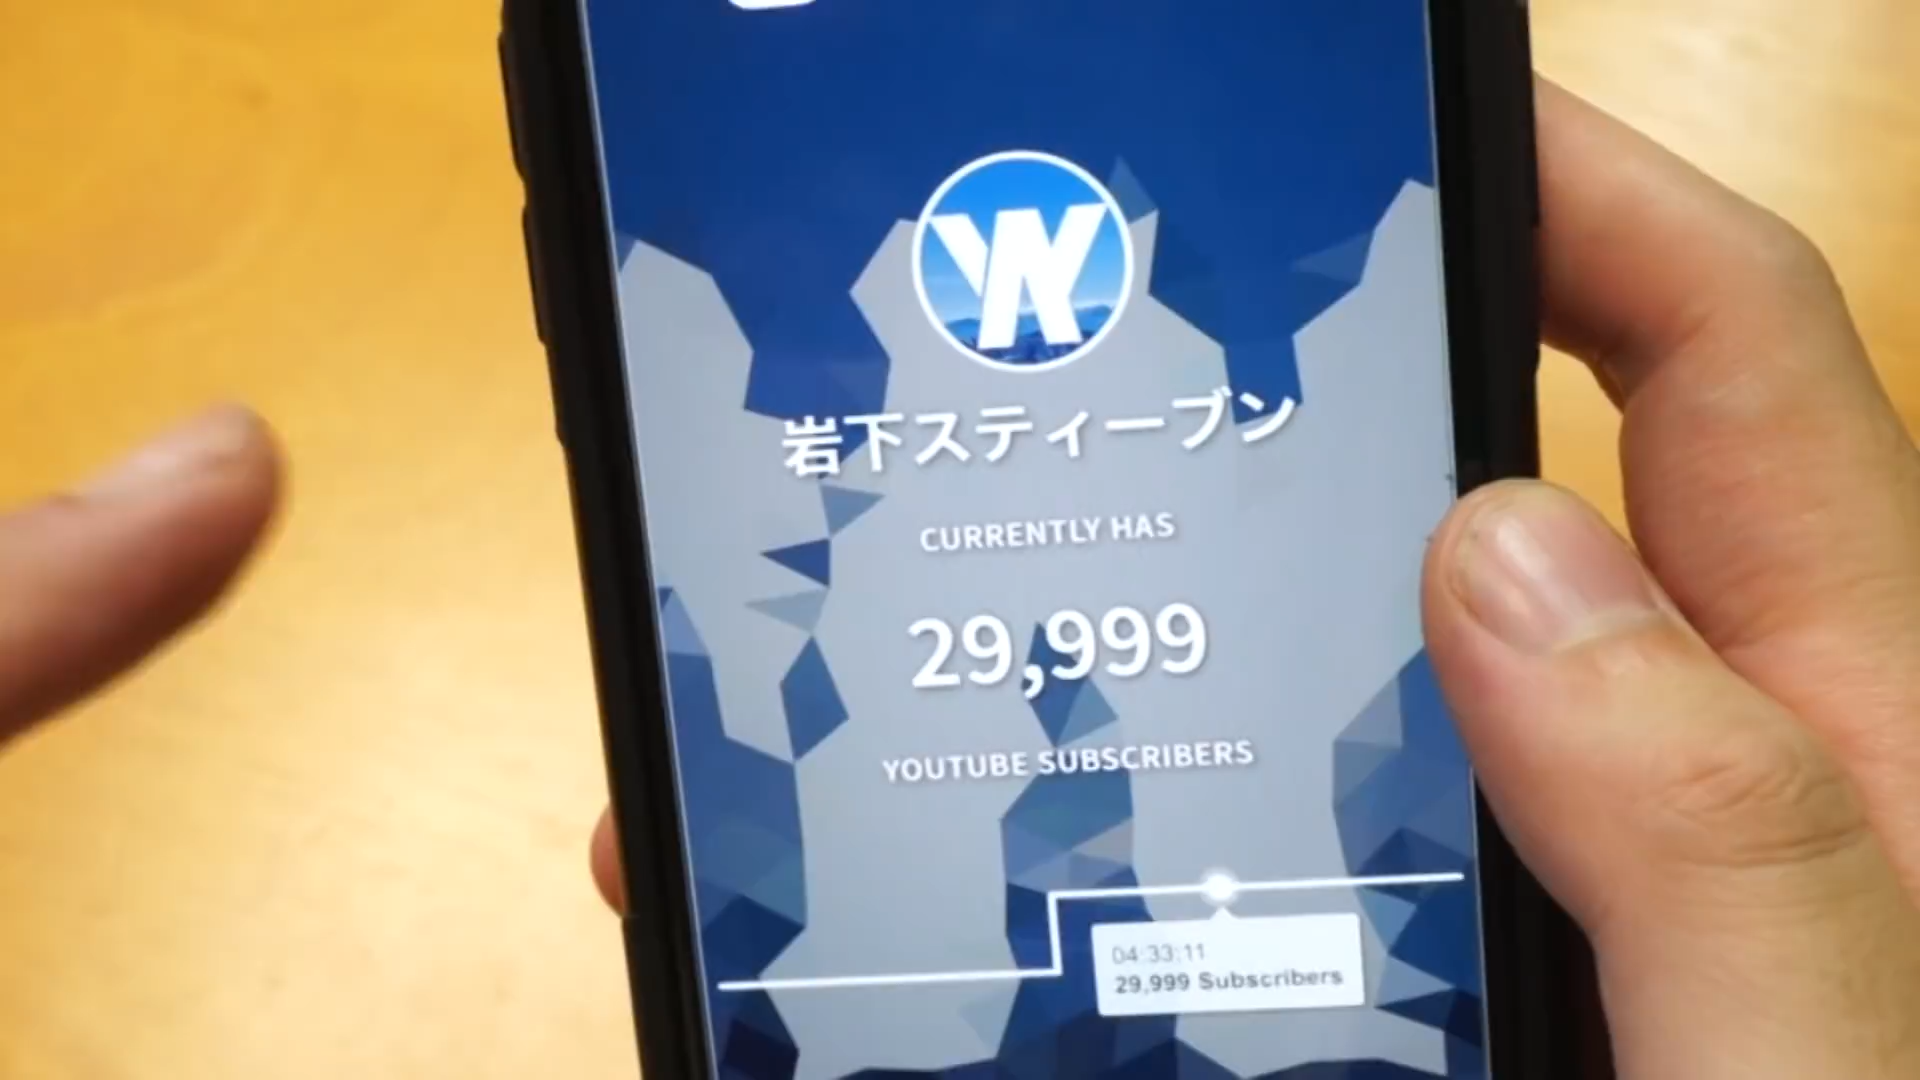 岩下スティーブン
CURRENTLY HAS
29,999
YOUTUBE SUBSCRIBERS
04:33:11
29,999 Subscribers